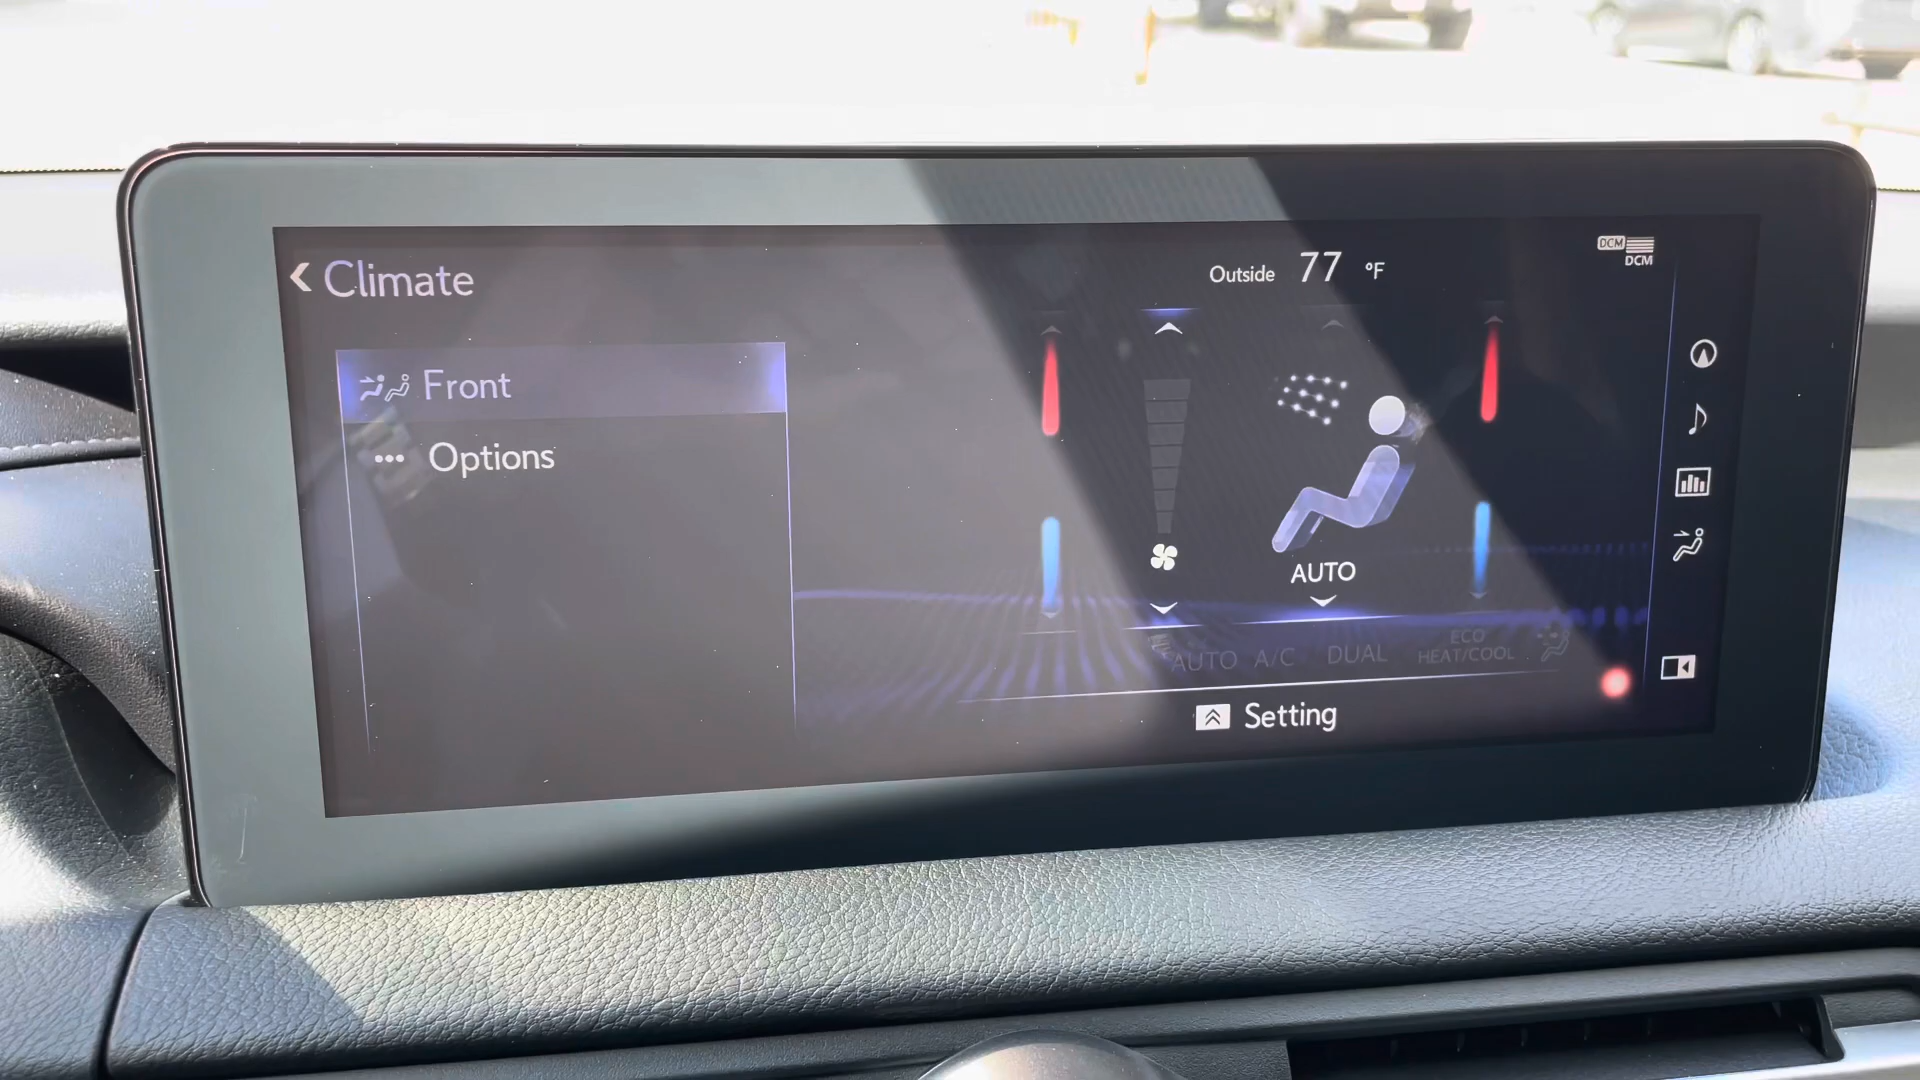 Climate
Outside 77 °F
DCM
DCM
Front
Options
AUTO
AUTO A/C DUAL ECO HEAT/COOL
Setting